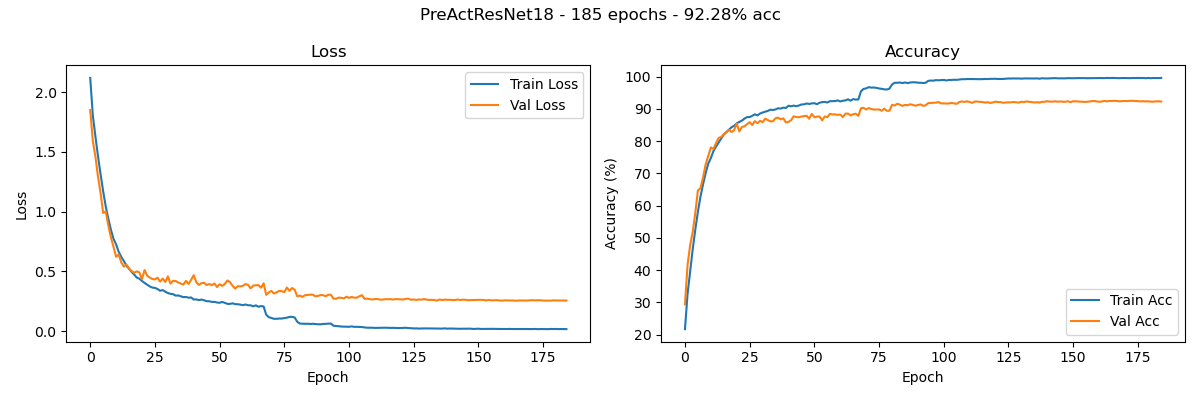 PreActResNet18 - 185 epochs - 92.28% acc
Loss
Train Loss
Val Loss
2.0
1.5
1.0
0.5
0.0
Loss
0 25 50 75 100 125 150 175
Epoch
Accuracy
100
90
80
70
60
50
40
30
20
Accuracy (%)
Train Acc
Val Acc
0 25 50 75 100 125 150 175
Epoch